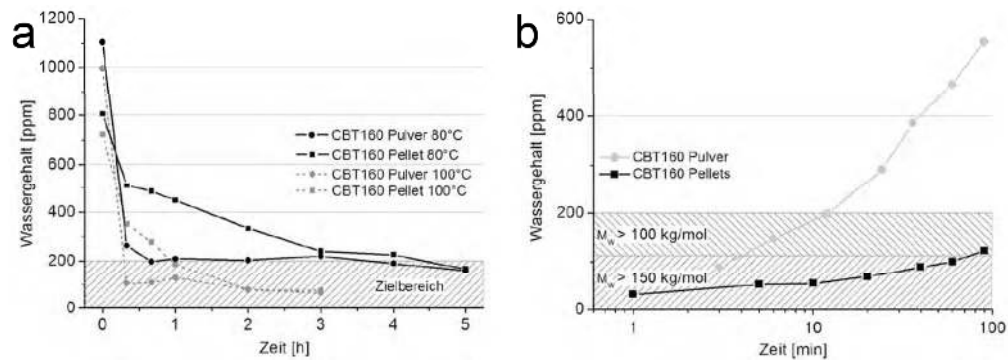 a
1200
1000
800
600
400
200
0
Wassergehalt [ppm]
CBT160 Pulver 80°C
CBT160 Pellet 80°C
CBT160 Pulver 100°C
CBT160 Pellet 100°C
Zielbereich
0 1 2 3 4 5
Zeit [h]
b
600
400
200
0
Wassergehalt [ppm]
CBT160 Pulver
CBT160 Pellets
Mw > 100 kg/mol
Mw > 150 kg/mol
1 10 100
Zeit [min]